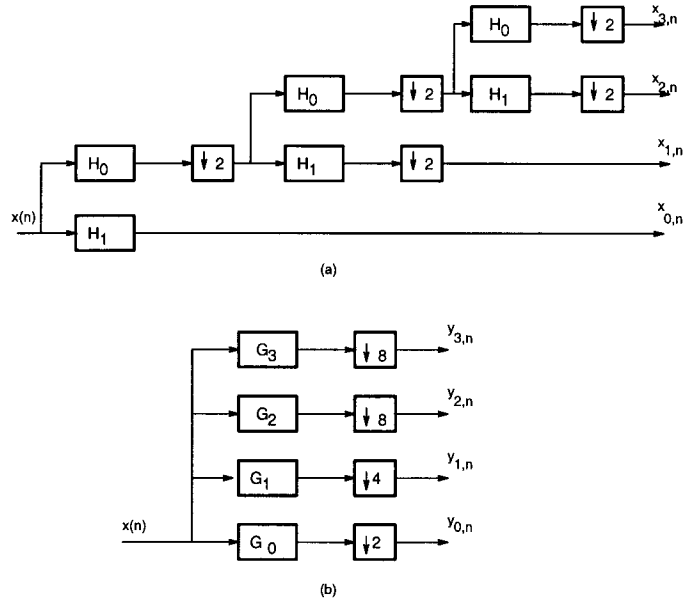 H0 ↓ 2 x3,n
H0 ↓ 2 H1 ↓ 2 x2,n
H0 ↓ 2 H1 ↓ 2 x1,n
x(n) H1 x0,n
(a)
G3 ↓ 8 y3,n
G2 ↓ 8 y2,n
G1 ↓4 y1,n
x(n) G0 ↓2 y0,n
(b)